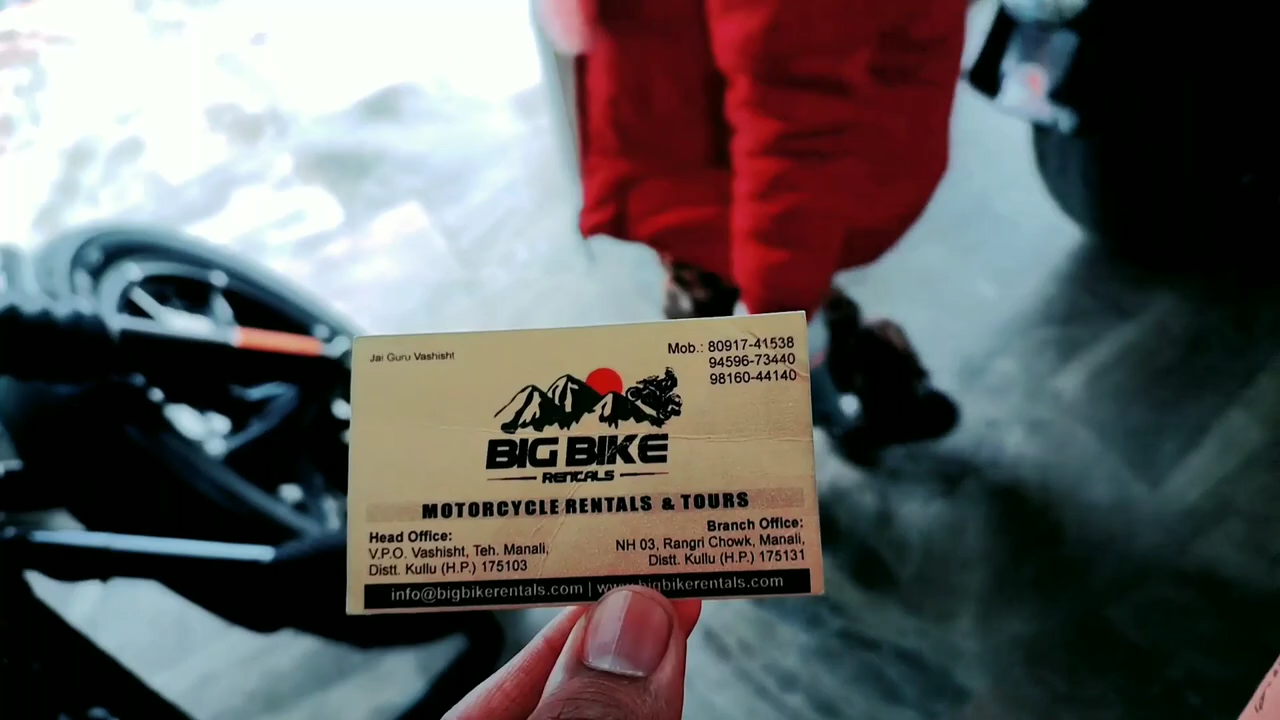 Jai Guru Vashisht
Mob.: 80917-41538
94596-73440
98160-44140
BIG BIKE
RENTALS
MOTORCYCLE RENTALS & TOURS
Head Office:
V.P.O. Vashisht, Teh. Manali,
Distt. Kullu (H.P.) 175103
Branch Office:
NH 03, Rangri Chowk, Manali,
Distt. Kullu (H.P.) 175131
info@bigbikerentals.com | www.bigbikerentals.com